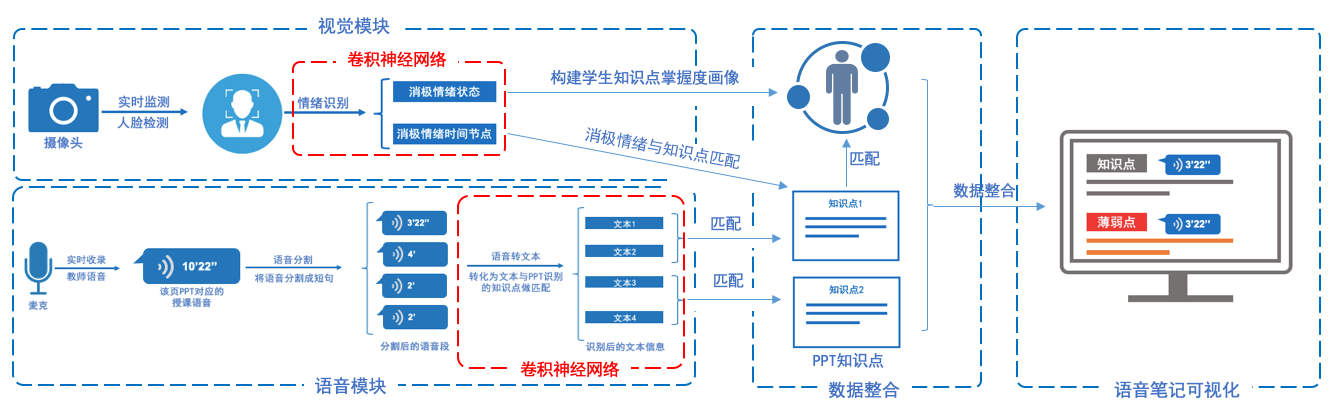 视觉模块
卷积神经网络
摄像头
实时监测
人脸检测
情绪识别
消极情绪状态
消极情绪时间节点
构建学生知识点掌握度画像
消极情绪与知识点匹配
麦克
实时收录
教师语音
10'22"
该页PPT对应的
授课语音
语音分割
将语音分割成短句
3'22"
4'
2'
2'
分割后的语音段
语音转文本
转化为文本与PPT识别
的知识点做匹配
文本1
文本2
文本3
文本4
识别后的文本信息
卷积神经网络
语音模块
匹配
匹配
匹配
知识点1
知识点2
PPT知识点
数据整合
数据整合
知识点
3'22"
薄弱点
3'22"
语音笔记可视化